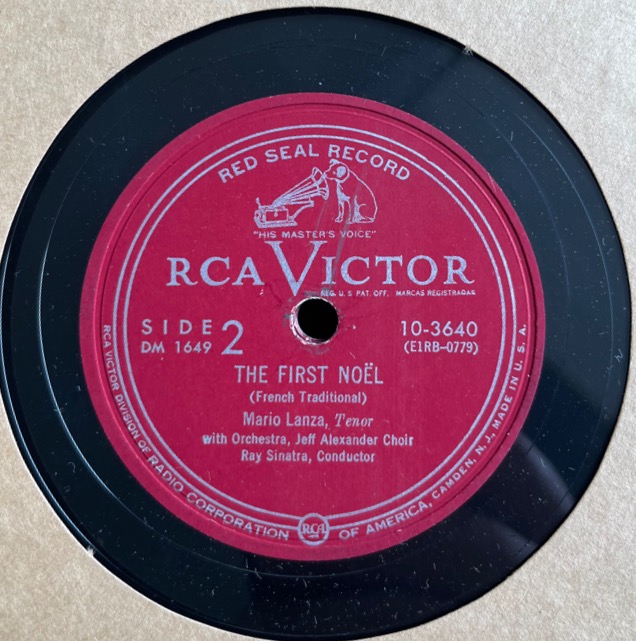 RED SEAL RECORD
"HIS MASTER'S VOICE"
RCA VICTOR
REG. U. S. PAT. OFF. MARCAS REGISTRADAS
SIDE 2
DM 1649
10-3640
(E1RB-0779)
THE FIRST NOËL
(French Traditional)
Mario Lanza, Tenor
with Orchestra, Jeff Alexander Choir
Ray Sinatra, Conductor
RCA VICTOR DIVISION OF RADIO CORPORATION RCA OF AMERICA, CAMDEN, N. J., MADE IN U. S. A.